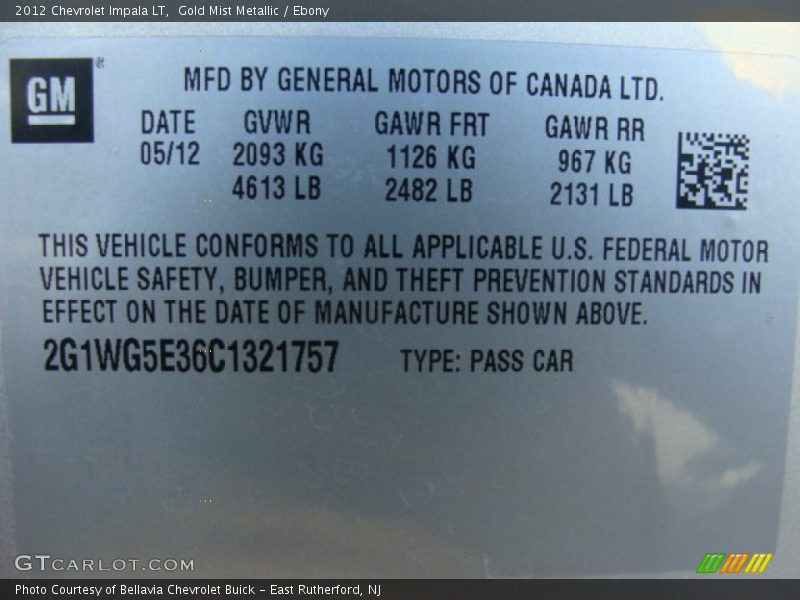 2012 Chevrolet Impala LT,  Gold Mist Metallic / Ebony
GM®
MFD BY GENERAL MOTORS OF CANADA LTD.
DATE GVWR GAWR FRT GAWR RR
05/12 2093 KG 1126 KG 967 KG
4613 LB 2482 LB 2131 LB
THIS VEHICLE CONFORMS TO ALL APPLICABLE U.S. FEDERAL MOTOR
VEHICLE SAFETY, BUMPER, AND THEFT PREVENTION STANDARDS IN
EFFECT ON THE DATE OF MANUFACTURE SHOWN ABOVE.
2G1WG5E36C1321757 TYPE: PASS CAR
GTCARLOT.COM
Photo Courtesy of Bellavia Chevrolet Buick - East Rutherford, NJ